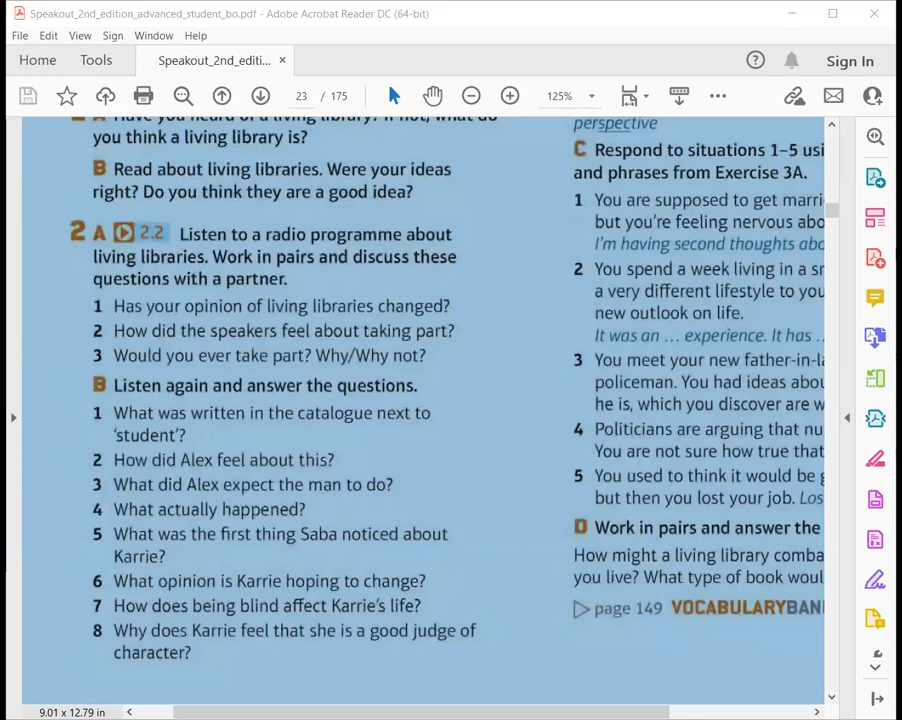 Speakout_2nd_edition_advanced_student_bo.pdf - Adobe Acrobat Reader DC (64-bit)
File Edit View Sign Window Help
Home Tools Speakout_2nd_editi... × Sign In
23 / 175 125%
you think a living library is?
B Read about living libraries. Were your ideas
right? Do you think they are a good idea?
2 A 2.2 Listen to a radio programme about
living libraries. Work in pairs and discuss these
questions with a partner.
1 Has your opinion of living libraries changed?
2 How did the speakers feel about taking part?
3 Would you ever take part? Why/Why not?
B Listen again and answer the questions.
1 What was written in the catalogue next to
'student'?
2 How did Alex feel about this?
3 What did Alex expect the man to do?
4 What actually happened?
5 What was the first thing Saba noticed about
Karrie?
6 What opinion is Karrie hoping to change?
7 How does being blind affect Karrie's life?
8 Why does Karrie feel that she is a good judge of
character?
perspective
C Respond to situations 1–5 usi
and phrases from Exercise 3A.
1 You are supposed to get marri
but you're feeling nervous abo
I'm having second thoughts abo
2 You spend a week living in a sr
a very different lifestyle to you
new outlook on life.
It was an ... experience. It has ...
3 You meet your new father-in-la
policeman. You had ideas abou
he is, which you discover are w
4 Politicians are arguing that nu
You are not sure how true that
5 You used to think it would be g
but then you lost your job. Los
D Work in pairs and answer the
How might a living library comba
you live? What type of book woul
page 149 VOCABULARYBAN
9.01 x 12.79 in